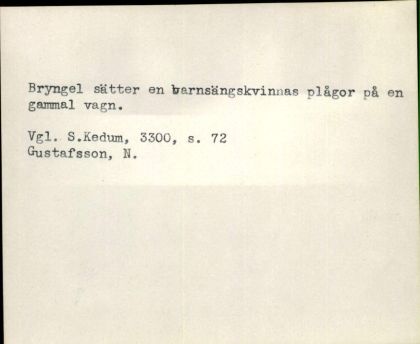 Bryngel sätter en barnsängskvinnas plågor på en
gammal vagn.
Vgl. S.Kedum, 3300, s. 72
Gustafsson, N.